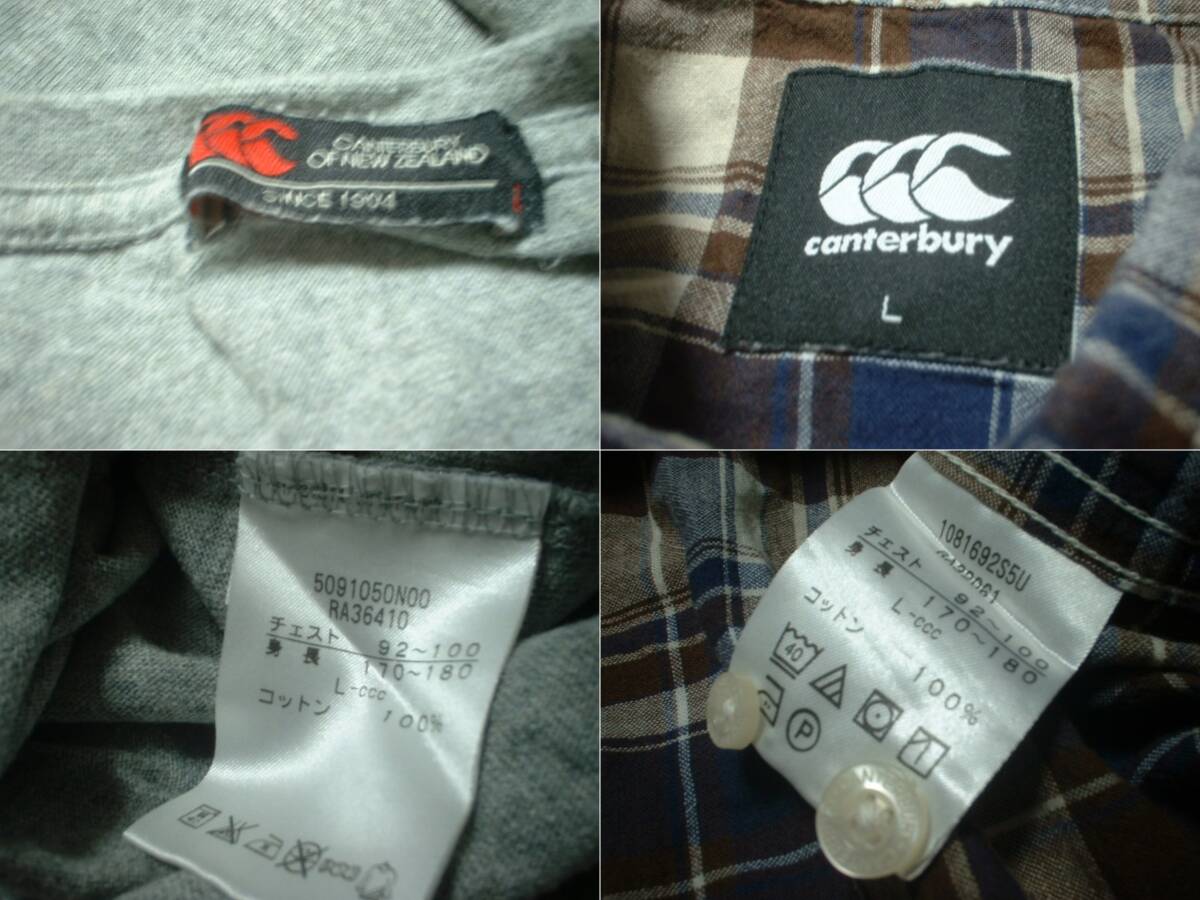 CANTERBURY
OF NEW ZEALAND
SINCE 1904
L
canterbury
L
5091050N00
RA36410
チェスト 92~100
身長 170~180
L-ccc
コットン 100%
1081692S5U
チェスト 92~100
身長 170~180
L-ccc
コットン 100%
40
P